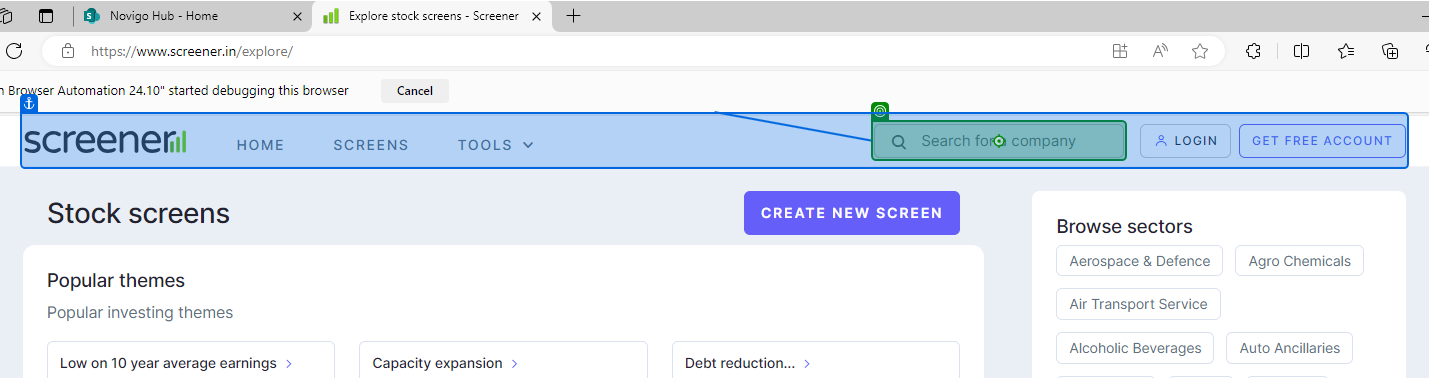 Novigo Hub - Home
Explore stock screens - Screener
https://www.screener.in/explore/
Browser Automation 24.10" started debugging this browser
Cancel
screener
HOME
SCREENS
TOOLS
Search for a company
LOGIN
GET FREE ACCOUNT
Stock screens
CREATE NEW SCREEN
Popular themes
Popular investing themes
Low on 10 year average earnings
Capacity expansion
Debt reduction...
Browse sectors
Aerospace & Defence
Agro Chemicals
Air Transport Service
Alcoholic Beverages
Auto Ancillaries